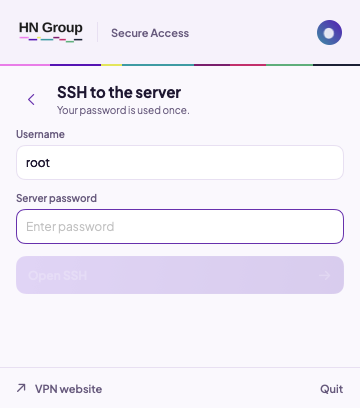 HN Group
Secure Access
SSH to the server
Your password is used once.
Username
root
Server password
Enter password
Open SSH
VPN website
Quit